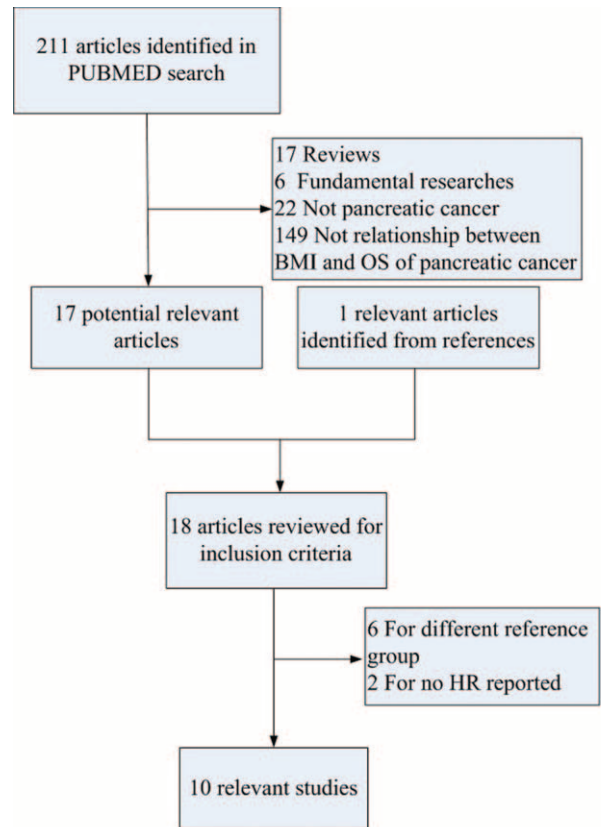 211 articles identified in
PUBMED search
17 Reviews
6 Fundamental researches
22 Not pancreatic cancer
149 Not relationship between
BMI and OS of pancreatic cancer
17 potential relevant
articles
1 relevant articles
identified from references
18 articles reviewed for
inclusion criteria
6 For different reference
group
2 For no HR reported
10 relevant studies